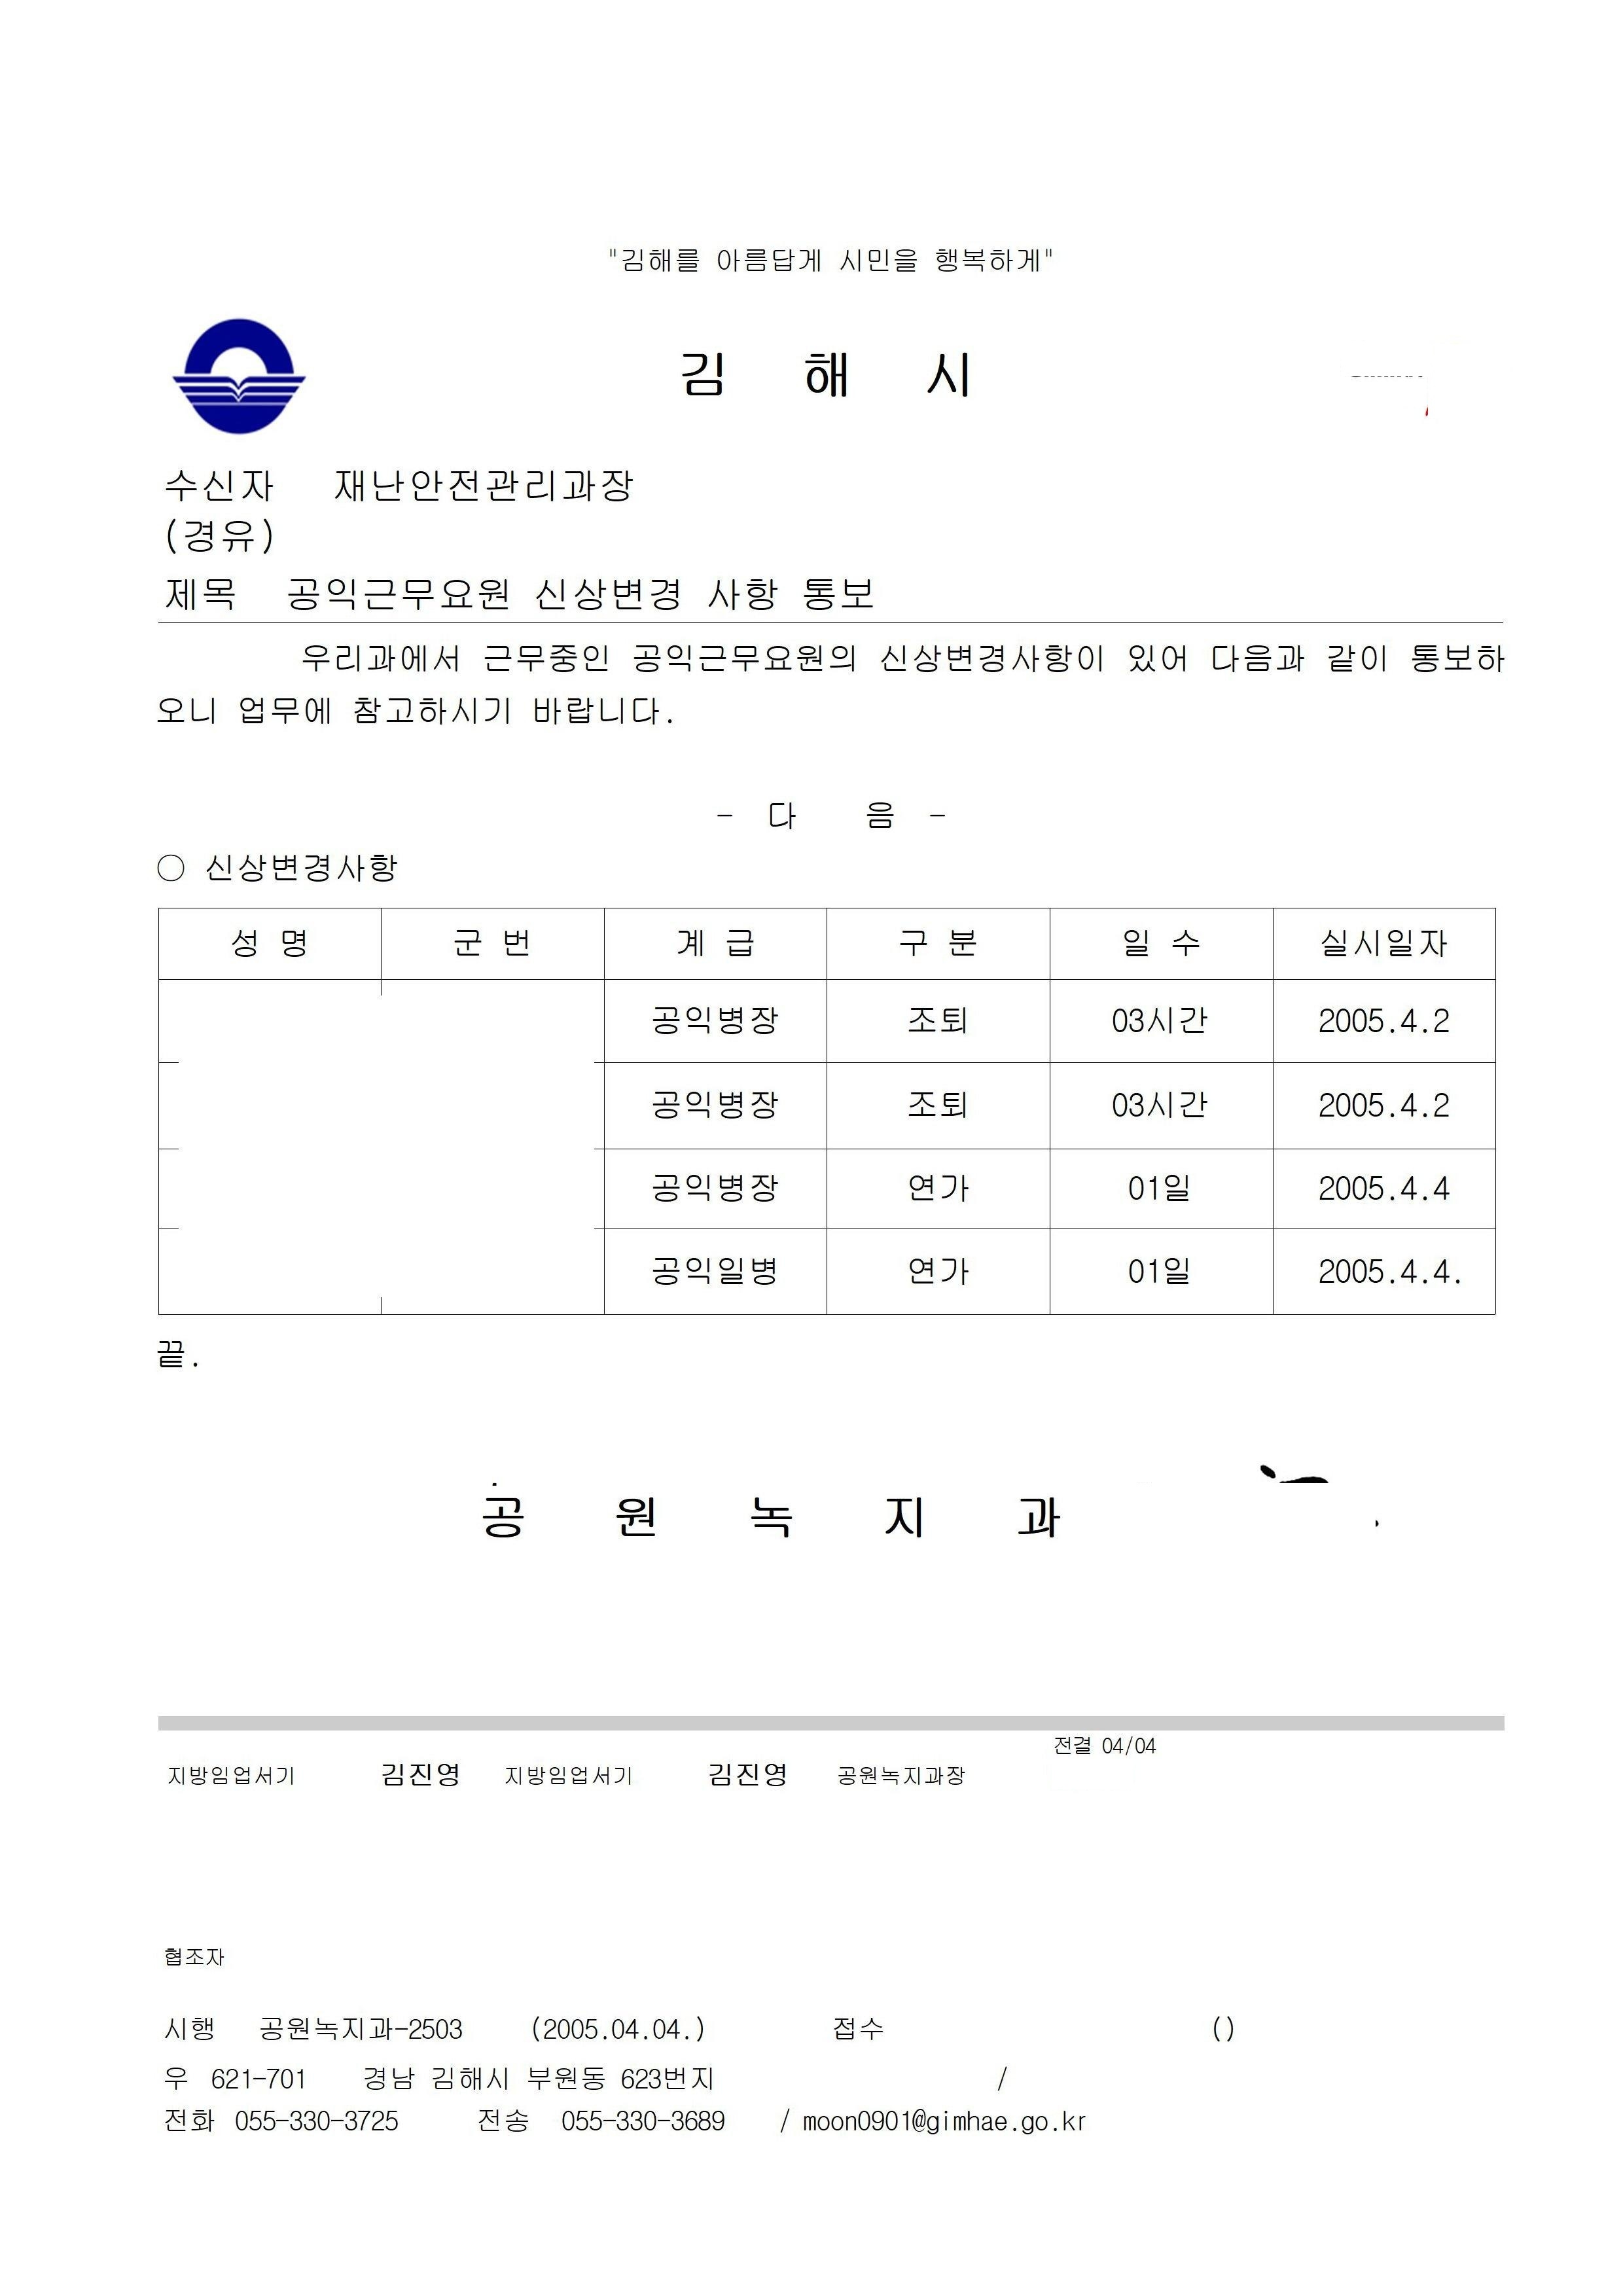 "김해를 아름답게 시민을 행복하게"
김 해 시
수신자 재난안전관리과장
(경유)
제목 공익근무요원 신상변경 사항 통보
우리과에서 근무중인 공익근무요원의 신상변경사항이 있어 다음과 같이 통보하
오니 업무에 참고하시기 바랍니다.
- 다 음 -
○ 신상변경사항
성 명 군 번 계 급 구 분 일 수 실시일자
공익병장 조퇴 03시간 2005.4.2
공익병장 조퇴 03시간 2005.4.2
공익병장 연가 01일 2005.4.4
공익일병 연가 01일 2005.4.4.
끝.
공 원 녹 지 과
전결 04/04
지방임업서기 김진영 지방임업서기 김진영 공원녹지과장
협조자
시행 공원녹지과-2503 (2005.04.04.) 접수 ()
우 621-701 경남 김해시 부원동 623번지 /
전화 055-330-3725 전송 055-330-3689 / moon0901@gimhae.go.kr